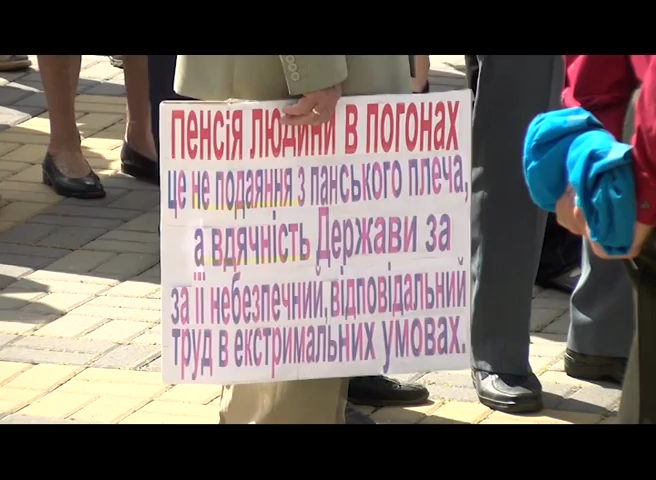 ПЕНСІЯ ЛЮДИНИ В ПОГОНАХ
це не подаяння з панського плеча,
а вдячність Держави за
за її небезпечний, відповідальний
труд в екстримальних умовах.